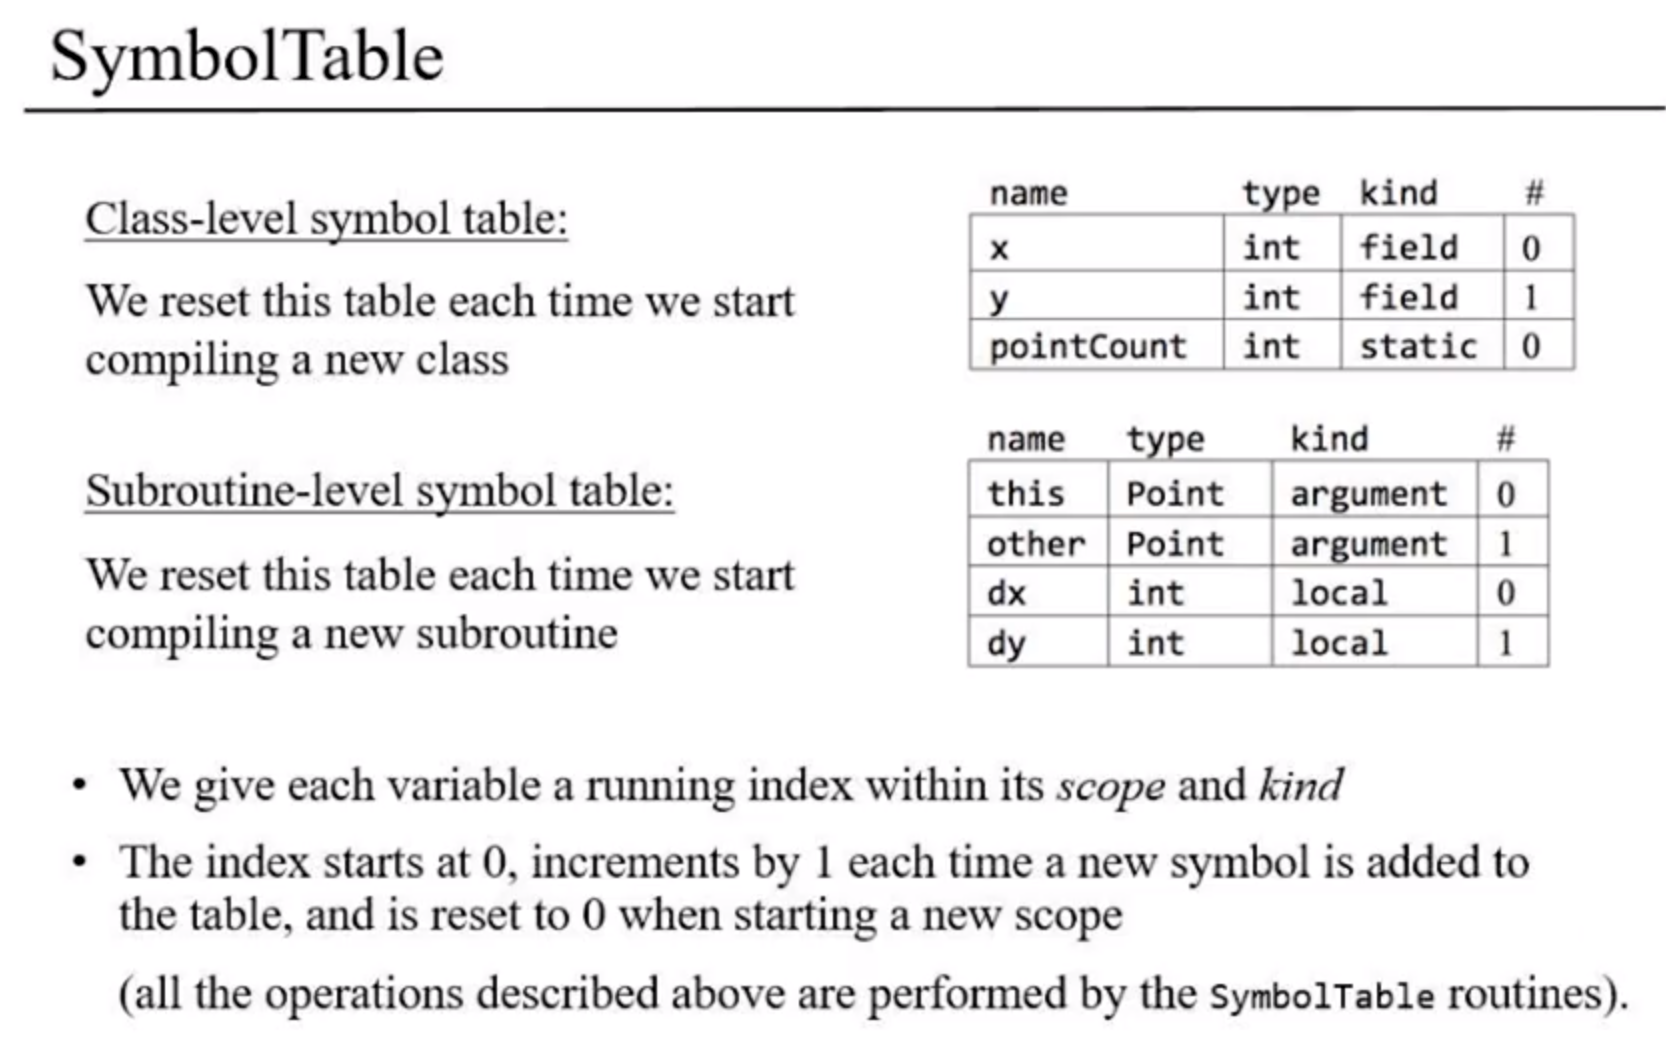 SymbolTable
Class-level symbol table:
We reset this table each time we start
compiling a new class
name type kind #
x int field 0
y int field 1
pointCount int static 0
Subroutine-level symbol table:
We reset this table each time we start
compiling a new subroutine
name type kind #
this Point argument 0
other Point argument 1
dx int local 0
dy int local 1
• We give each variable a running index within its scope and kind
• The index starts at 0, increments by 1 each time a new symbol is added to
the table, and is reset to 0 when starting a new scope
(all the operations described above are performed by the SymbolTable routines).